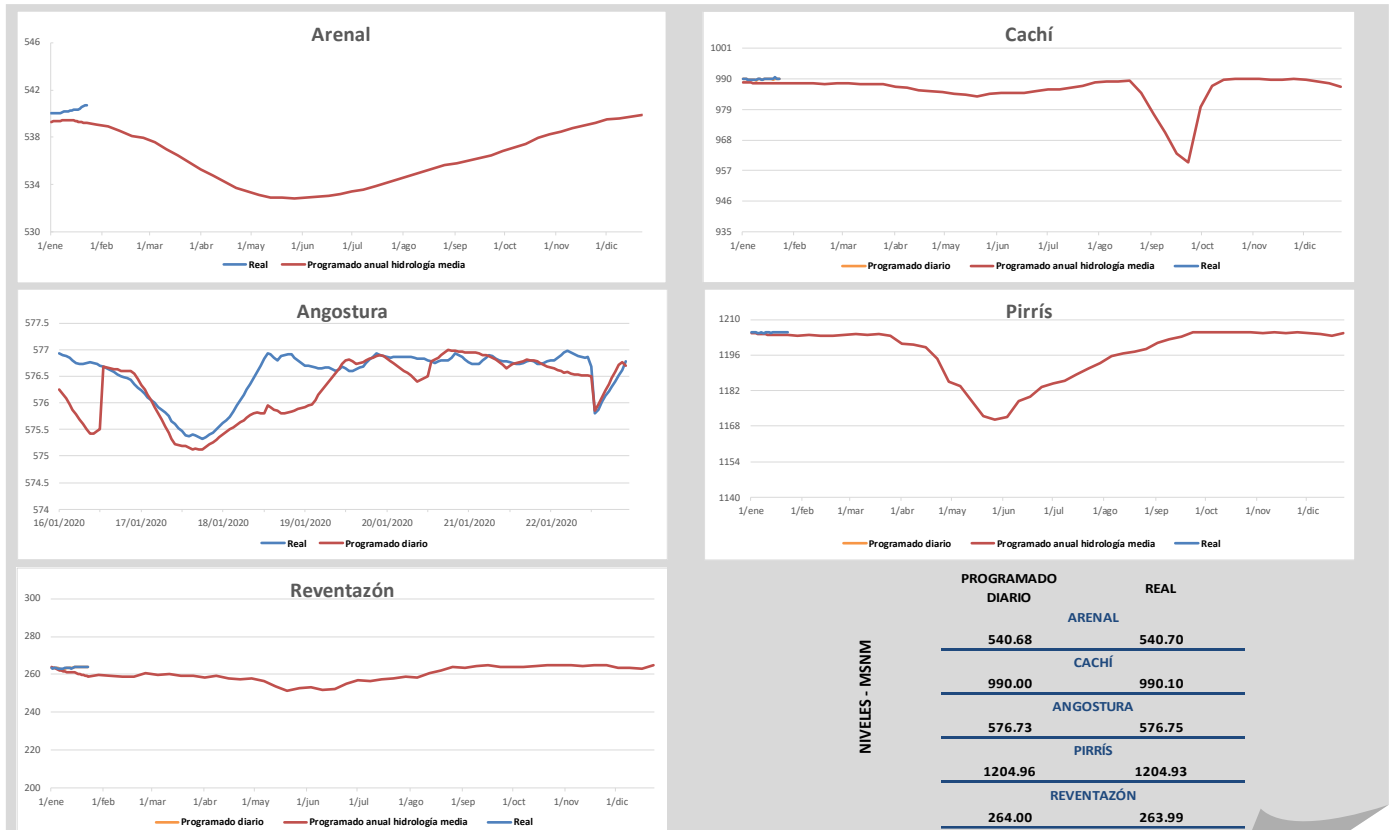 Arenal
546
542
538
534
530
1/ene 1/feb 1/mar 1/abr 1/may 1/jun 1/jul 1/ago 1/sep 1/oct 1/nov 1/dic
Real Programado anual hidrología media
Cachí
1001
990
979
968
957
946
935
1/ene 1/feb 1/mar 1/abr 1/may 1/jun 1/jul 1/ago 1/sep 1/oct 1/nov 1/dic
Programado diario Programado anual hidrología media Real
Angostura
577.5
577
576.5
576
575.5
575
574.5
574
16/01/2020 17/01/2020 18/01/2020 19/01/2020 20/01/2020 21/01/2020 22/01/2020
Real Programado diario
Pirrís
1210
1196
1182
1168
1154
1140
1/ene 1/feb 1/mar 1/abr 1/may 1/jun 1/jul 1/ago 1/sep 1/oct 1/nov 1/dic
Programado diario Programado anual hidrología media Real
Reventazón
300
280
260
240
220
200
1/ene 1/feb 1/mar 1/abr 1/may 1/jun 1/jul 1/ago 1/sep 1/oct 1/nov 1/dic
Programado diario Programado anual hidrología media Real
NIVELES - MSNM
PROGRAMADO
DIARIO
REAL
ARENAL
540.68 540.70
CACHÍ
990.00 990.10
ANGOSTURA
576.73 576.75
PIRRÍS
1204.96 1204.93
REVENTAZÓN
264.00 263.99